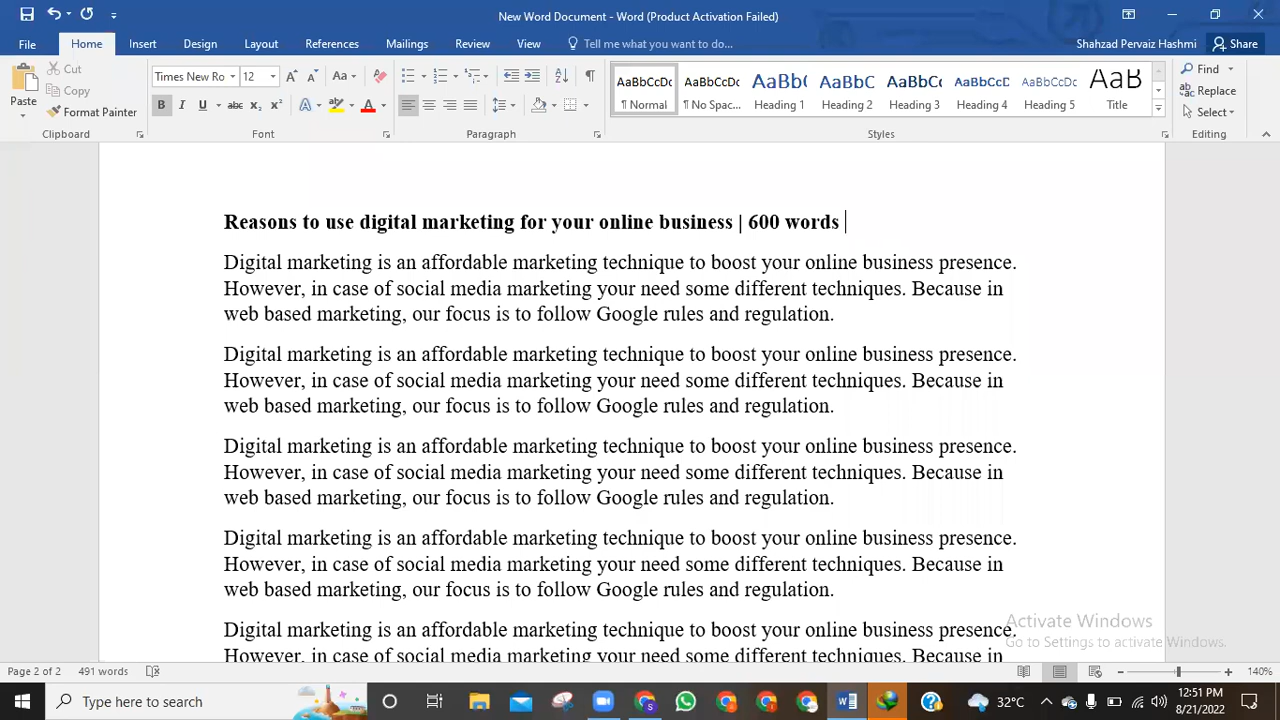 New Word Document - Word (Product Activation Failed)
File Home Insert Design Layout References Mailings Review View Tell me what you want to do... Shahzad Pervaiz Hashmi Share
Paste Cut Copy Format Painter
Times New Ro 12
AaBbCcDc AaBbCcDc AaBbC AaBbC AaBbCcD AaBbCcD AaBbCcDc AaB
¶ Normal ¶ No Spac... Heading 1 Heading 2 Heading 3 Heading 4 Heading 5 Title
Find Replace Select
Clipboard Font Paragraph Styles Editing
Reasons to use digital marketing for your online business | 600 words
Digital marketing is an affordable marketing technique to boost your online business presence.
However, in case of social media marketing your need some different techniques. Because in
web based marketing, our focus is to follow Google rules and regulation.
Digital marketing is an affordable marketing technique to boost your online business presence.
However, in case of social media marketing your need some different techniques. Because in
web based marketing, our focus is to follow Google rules and regulation.
Digital marketing is an affordable marketing technique to boost your online business presence.
However, in case of social media marketing your need some different techniques. Because in
web based marketing, our focus is to follow Google rules and regulation.
Digital marketing is an affordable marketing technique to boost your online business presence.
However, in case of social media marketing your need some different techniques. Because in
web based marketing, our focus is to follow Google rules and regulation.
Digital marketing is an affordable marketing technique to boost your online business presence.
However, in case of social media marketing your need some different techniques. Because in
Activate Windows
Go to Settings to activate Windows.
Page 2 of 2 491 words 140%
Type here to search 32°C 12:51 PM
8/21/2022